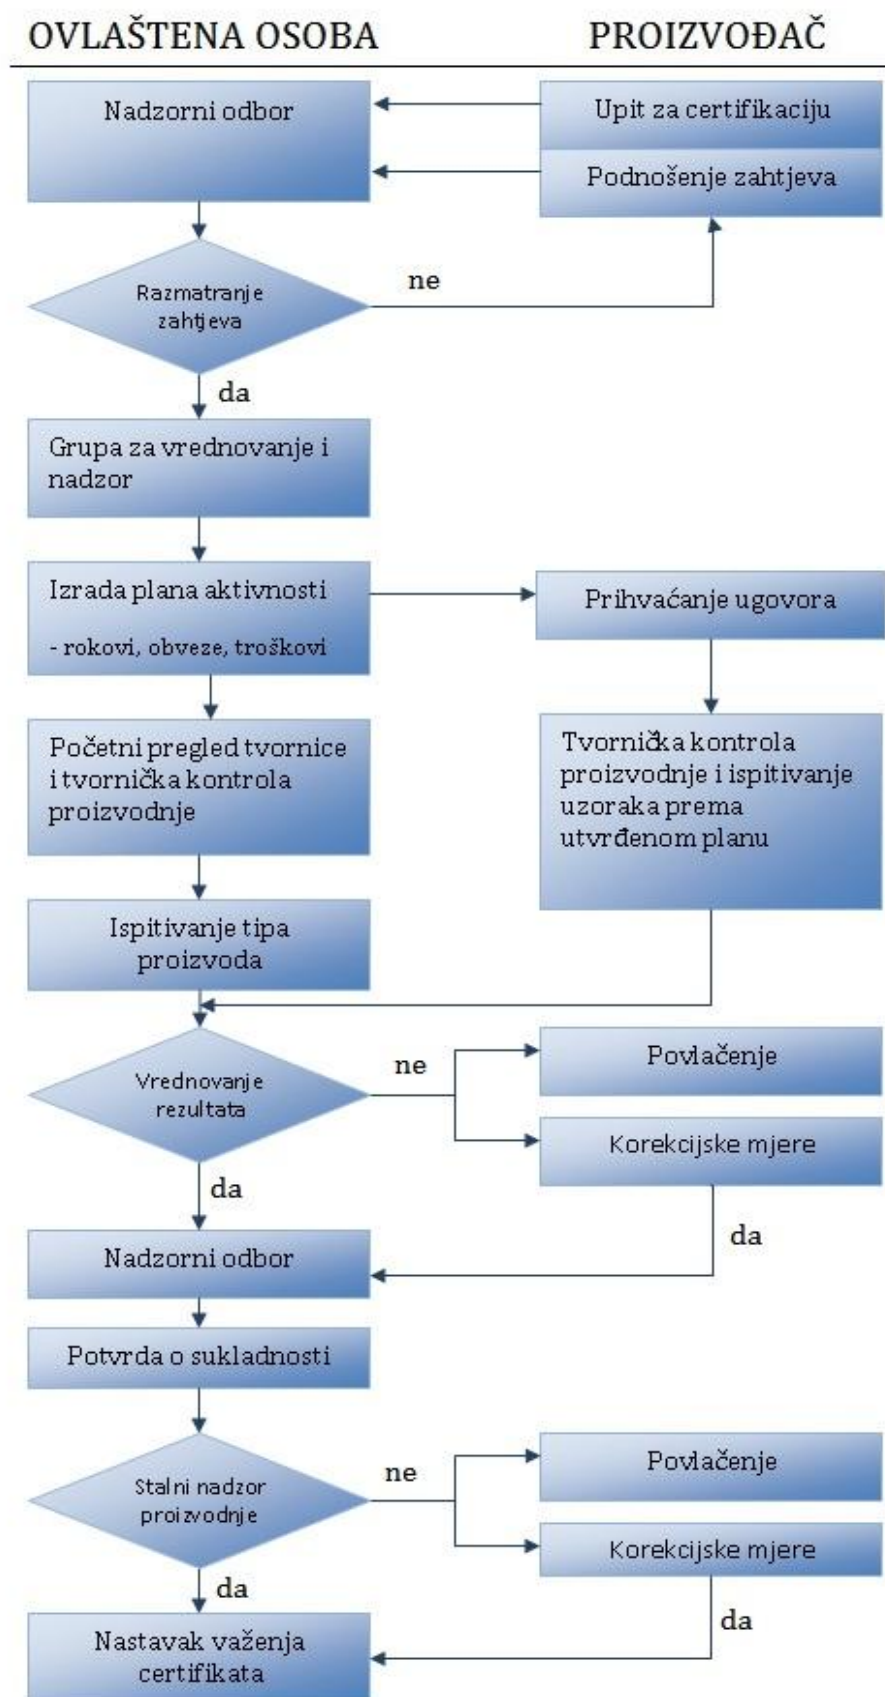 OVLAŠTENA OSOBA
PROIZVOĐAČ
Nadzorni odbor
Upit za certifikaciju
Podnošenje zahtjeva
Razmatranje
zahtjeva
ne
da
Grupa za vrednovanje i
nadzor
Izrada plana aktivnosti
- rokovi, obveze, troškovi
Prihvaćanje ugovora
Početni pregled tvornice
i tvornička kontrola
proizvodnje
Tvornička kontrola
proizvodnje i ispitivanje
uzoraka prema
utvrđenom planu
Ispitivanje tipa
proizvoda
Vrednovanje
rezultata
ne
Povlačenje
Korekcijske mjere
da
da
Nadzorni odbor
Potvrda o sukladnosti
Stalni nadzor
proizvodnje
ne
Povlačenje
Korekcijske mjere
da
da
Nastavak važenja
certifikata